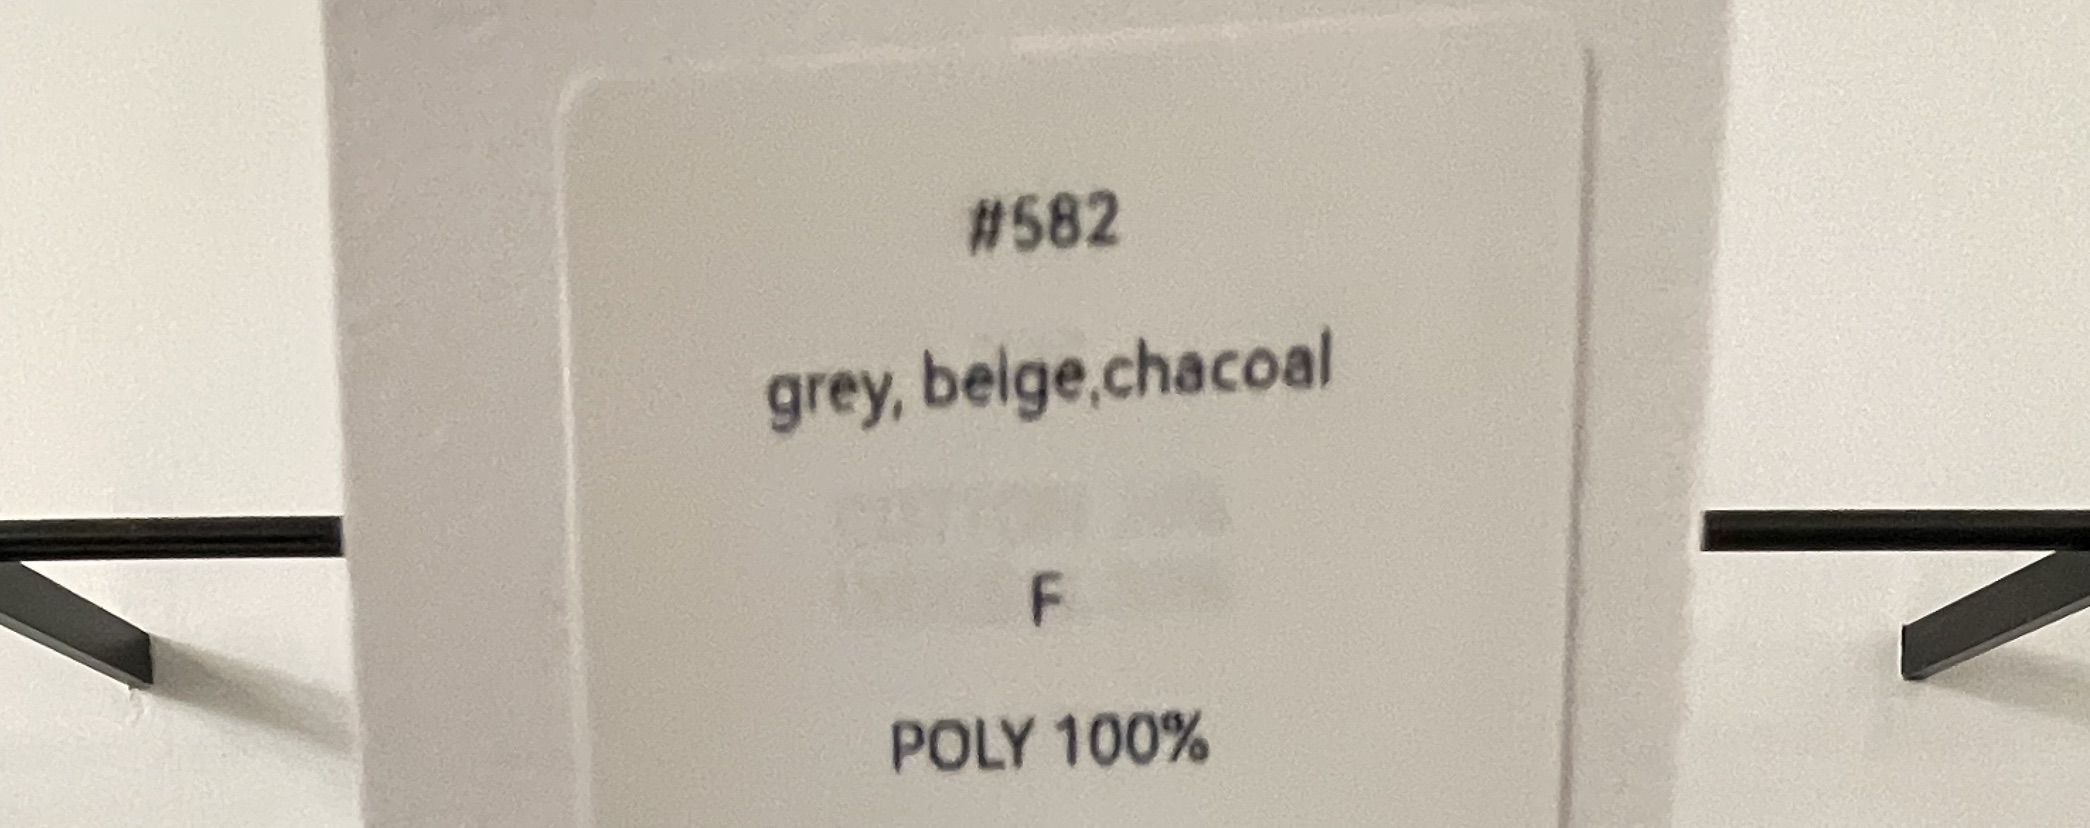 #582
grey, beige,chacoal
F
POLY 100%